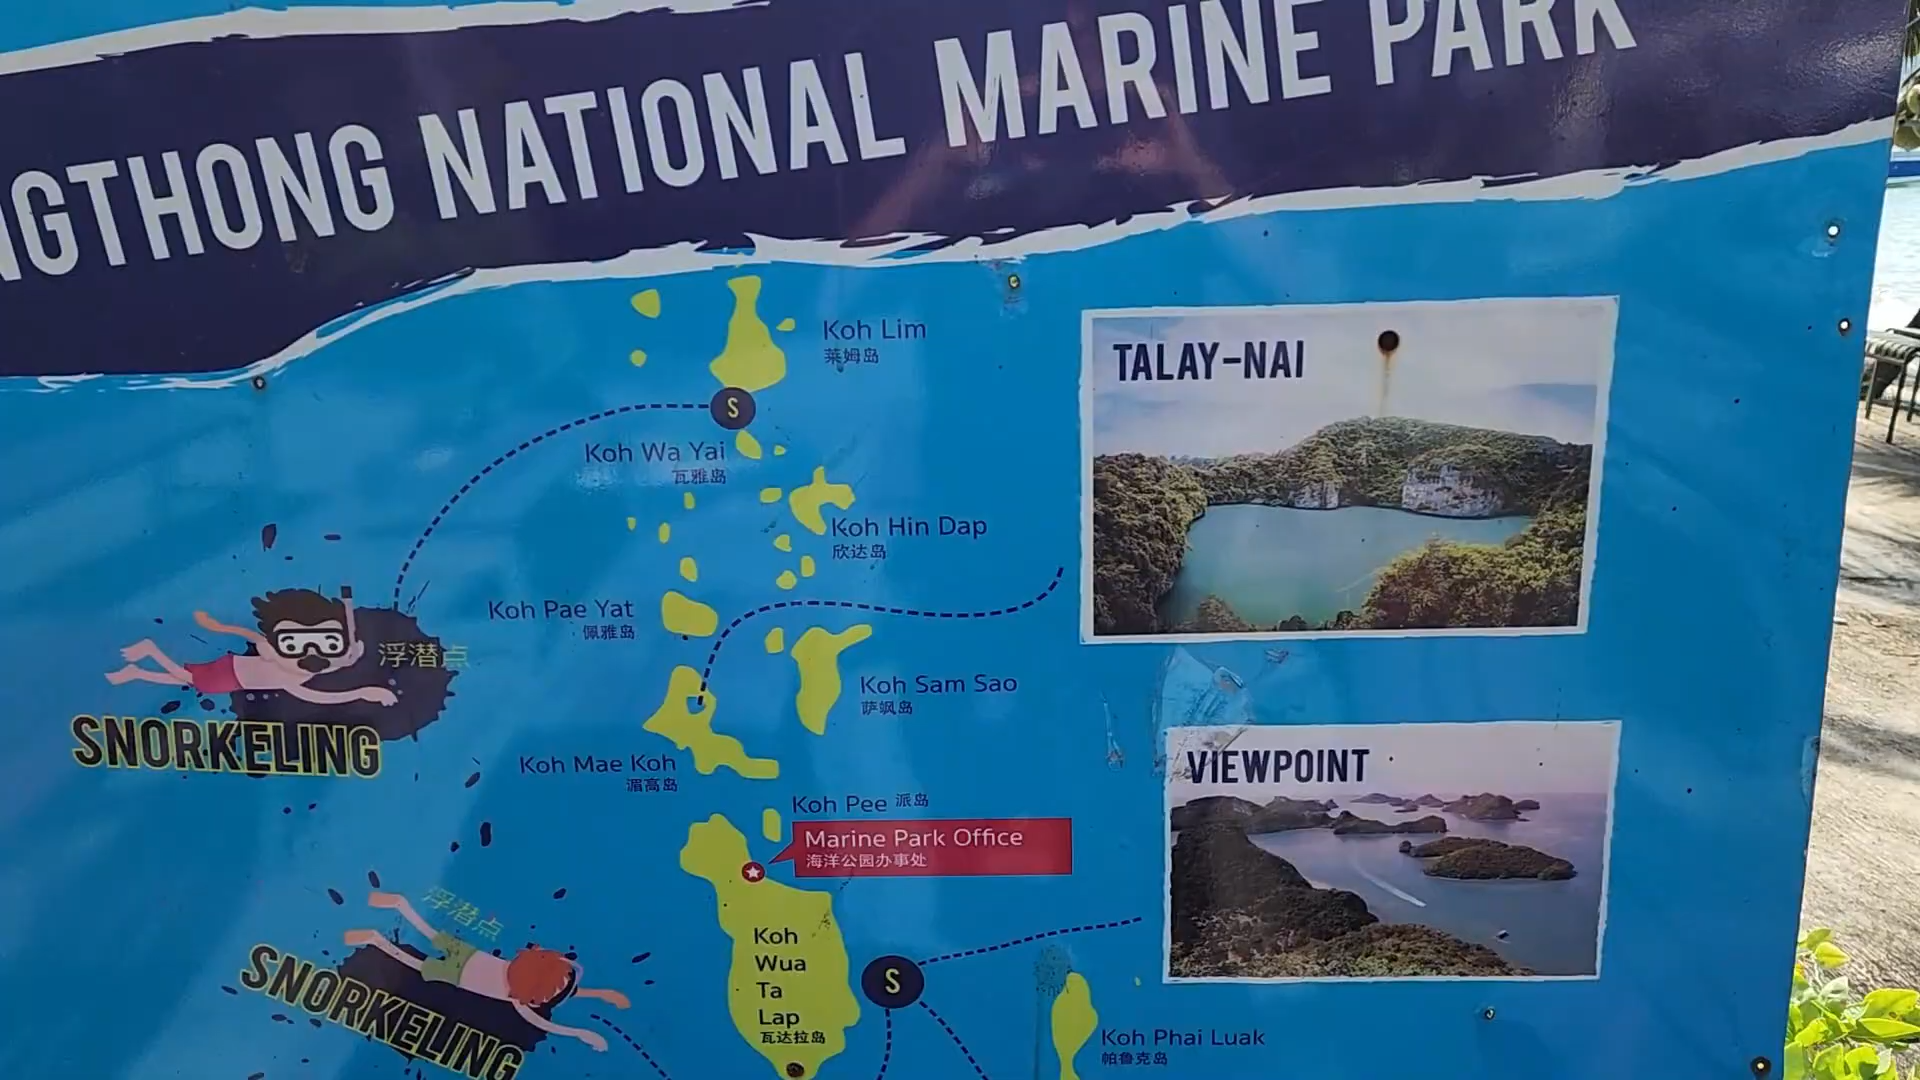 NGTHONG NATIONAL MARINE PARK
Koh Lim
莱姆岛
TALAY-NAI
S
Koh Wa Yai
瓦雅岛
Koh Hin Dap
欣达岛
Koh Pae Yat
佩雅岛
浮潜点
SNORKELING
Koh Sam Sao
萨飒岛
Koh Mae Koh
湄高岛
VIEWPOINT
Koh Pee 派岛
Marine Park Office
海洋公园办事处
浮潜点
SNORKELING
Koh
Wua
Ta
Lap
瓦达拉岛
S
Koh Phai Luak
帕鲁克岛